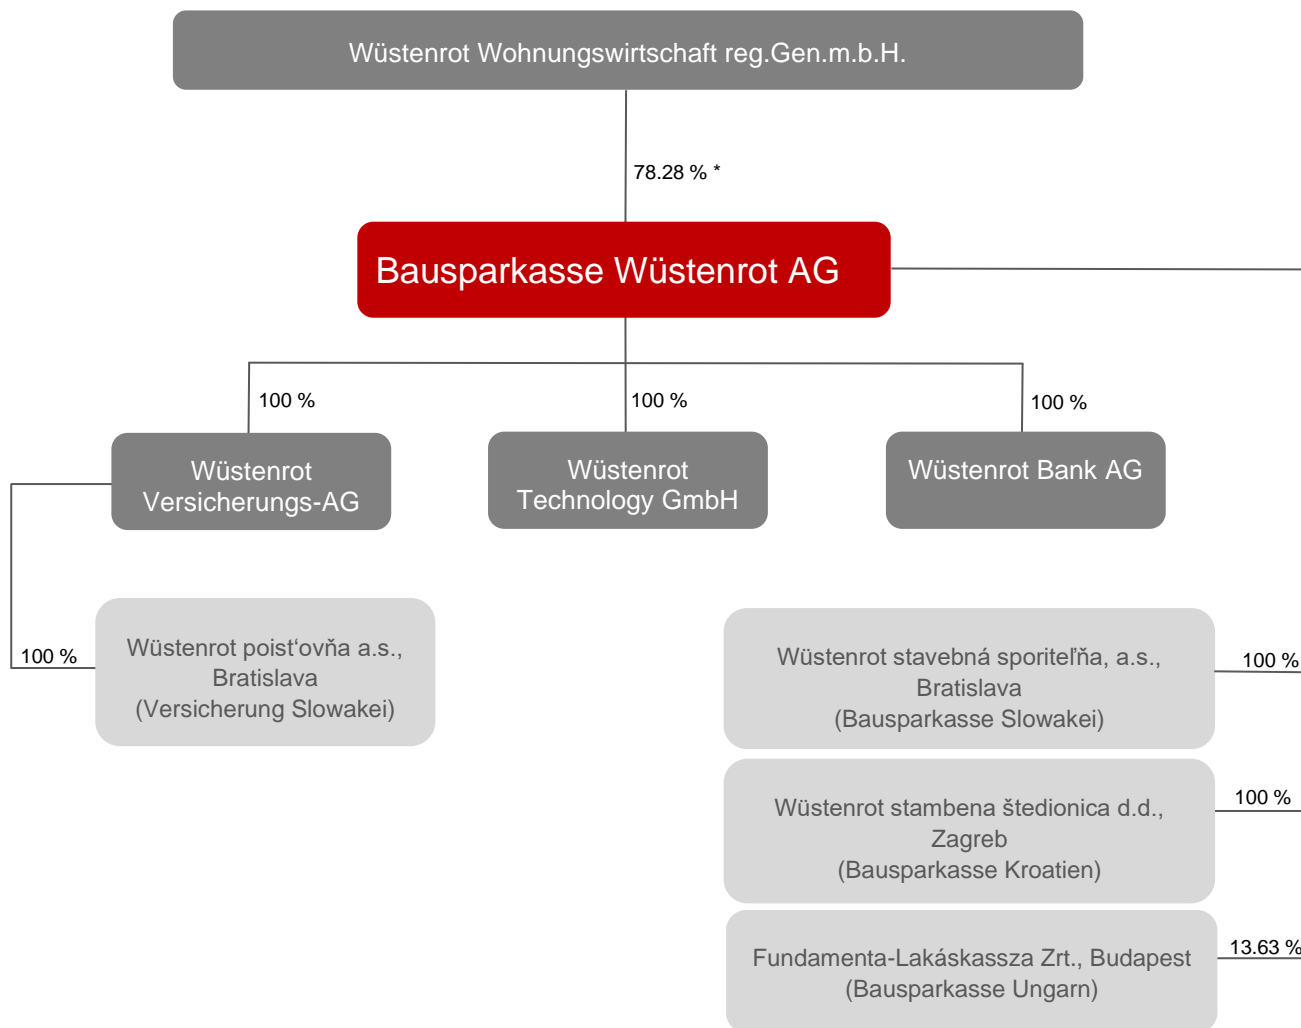 Wüstenrot Wohnungswirtschaft reg.Gen.m.b.H.
78.28 % *
Bausparkasse Wüstenrot AG
100 %
100 %
100 %
Wüstenrot
Versicherungs-AG
Wüstenrot
Technology GmbH
Wüstenrot Bank AG
100 %
Wüstenrot poist‘ovňa a.s.,
Bratislava
(Versicherung Slowakei)
Wüstenrot stavebná sporiteľňa, a.s.,
Bratislava
(Bausparkasse Slowakei)
100 %
Wüstenrot stambena štedionica d.d.,
Zagreb
(Bausparkasse Kroatien)
100 %
Fundamenta-Lakáskassza Zrt., Budapest
(Bausparkasse Ungarn)
13.63 %